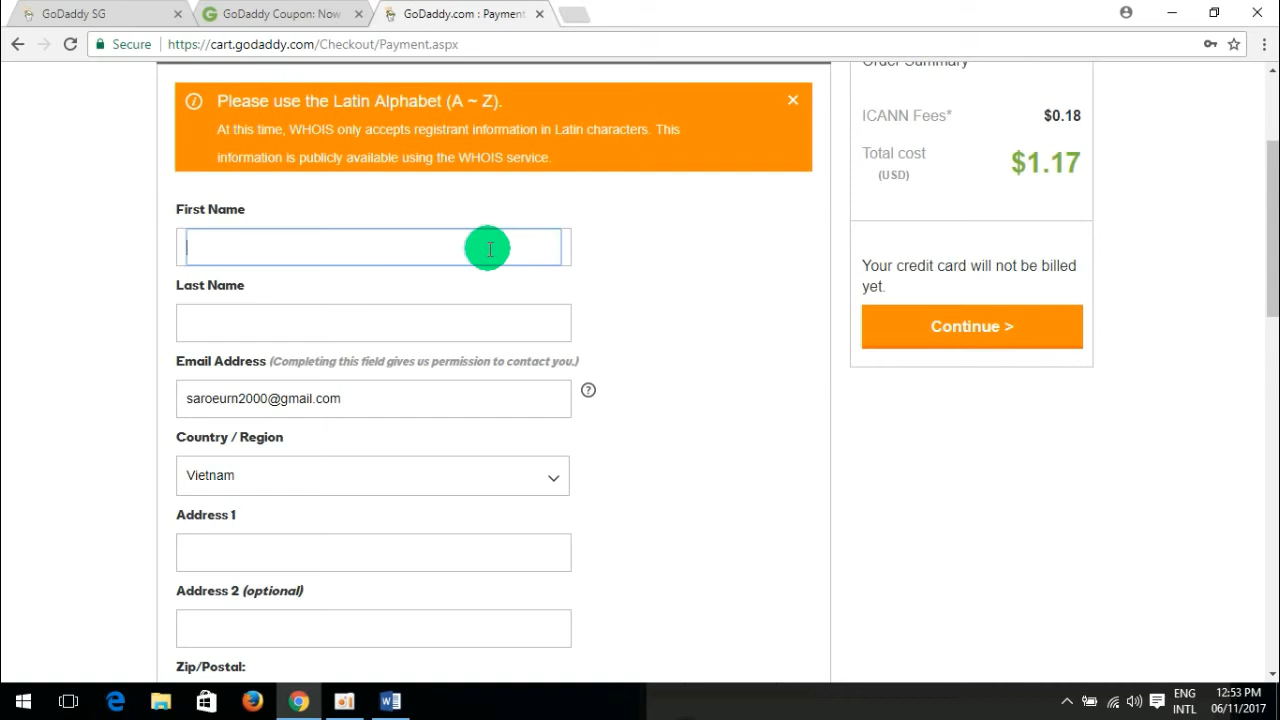 GoDaddy SG
GoDaddy Coupon: Now
GoDaddy.com : Payment
Secure
https://cart.godaddy.com/Checkout/Payment.aspx
Order Summary
Please use the Latin Alphabet (A ~ Z).
At this time, WHOIS only accepts registrant information in Latin characters. This
information is publicly available using the WHOIS service.
ICANN Fees* $0.18
Total cost
(USD)
$1.17
First Name
Your credit card will not be billed
yet.
Continue >
Last Name
Email Address (Completing this field gives us permission to contact you.)
saroeurn2000@gmail.com
Country / Region
Vietnam
Address 1
Address 2 (optional)
Zip/Postal:
ENG
INTL
12:53 PM
06/11/2017